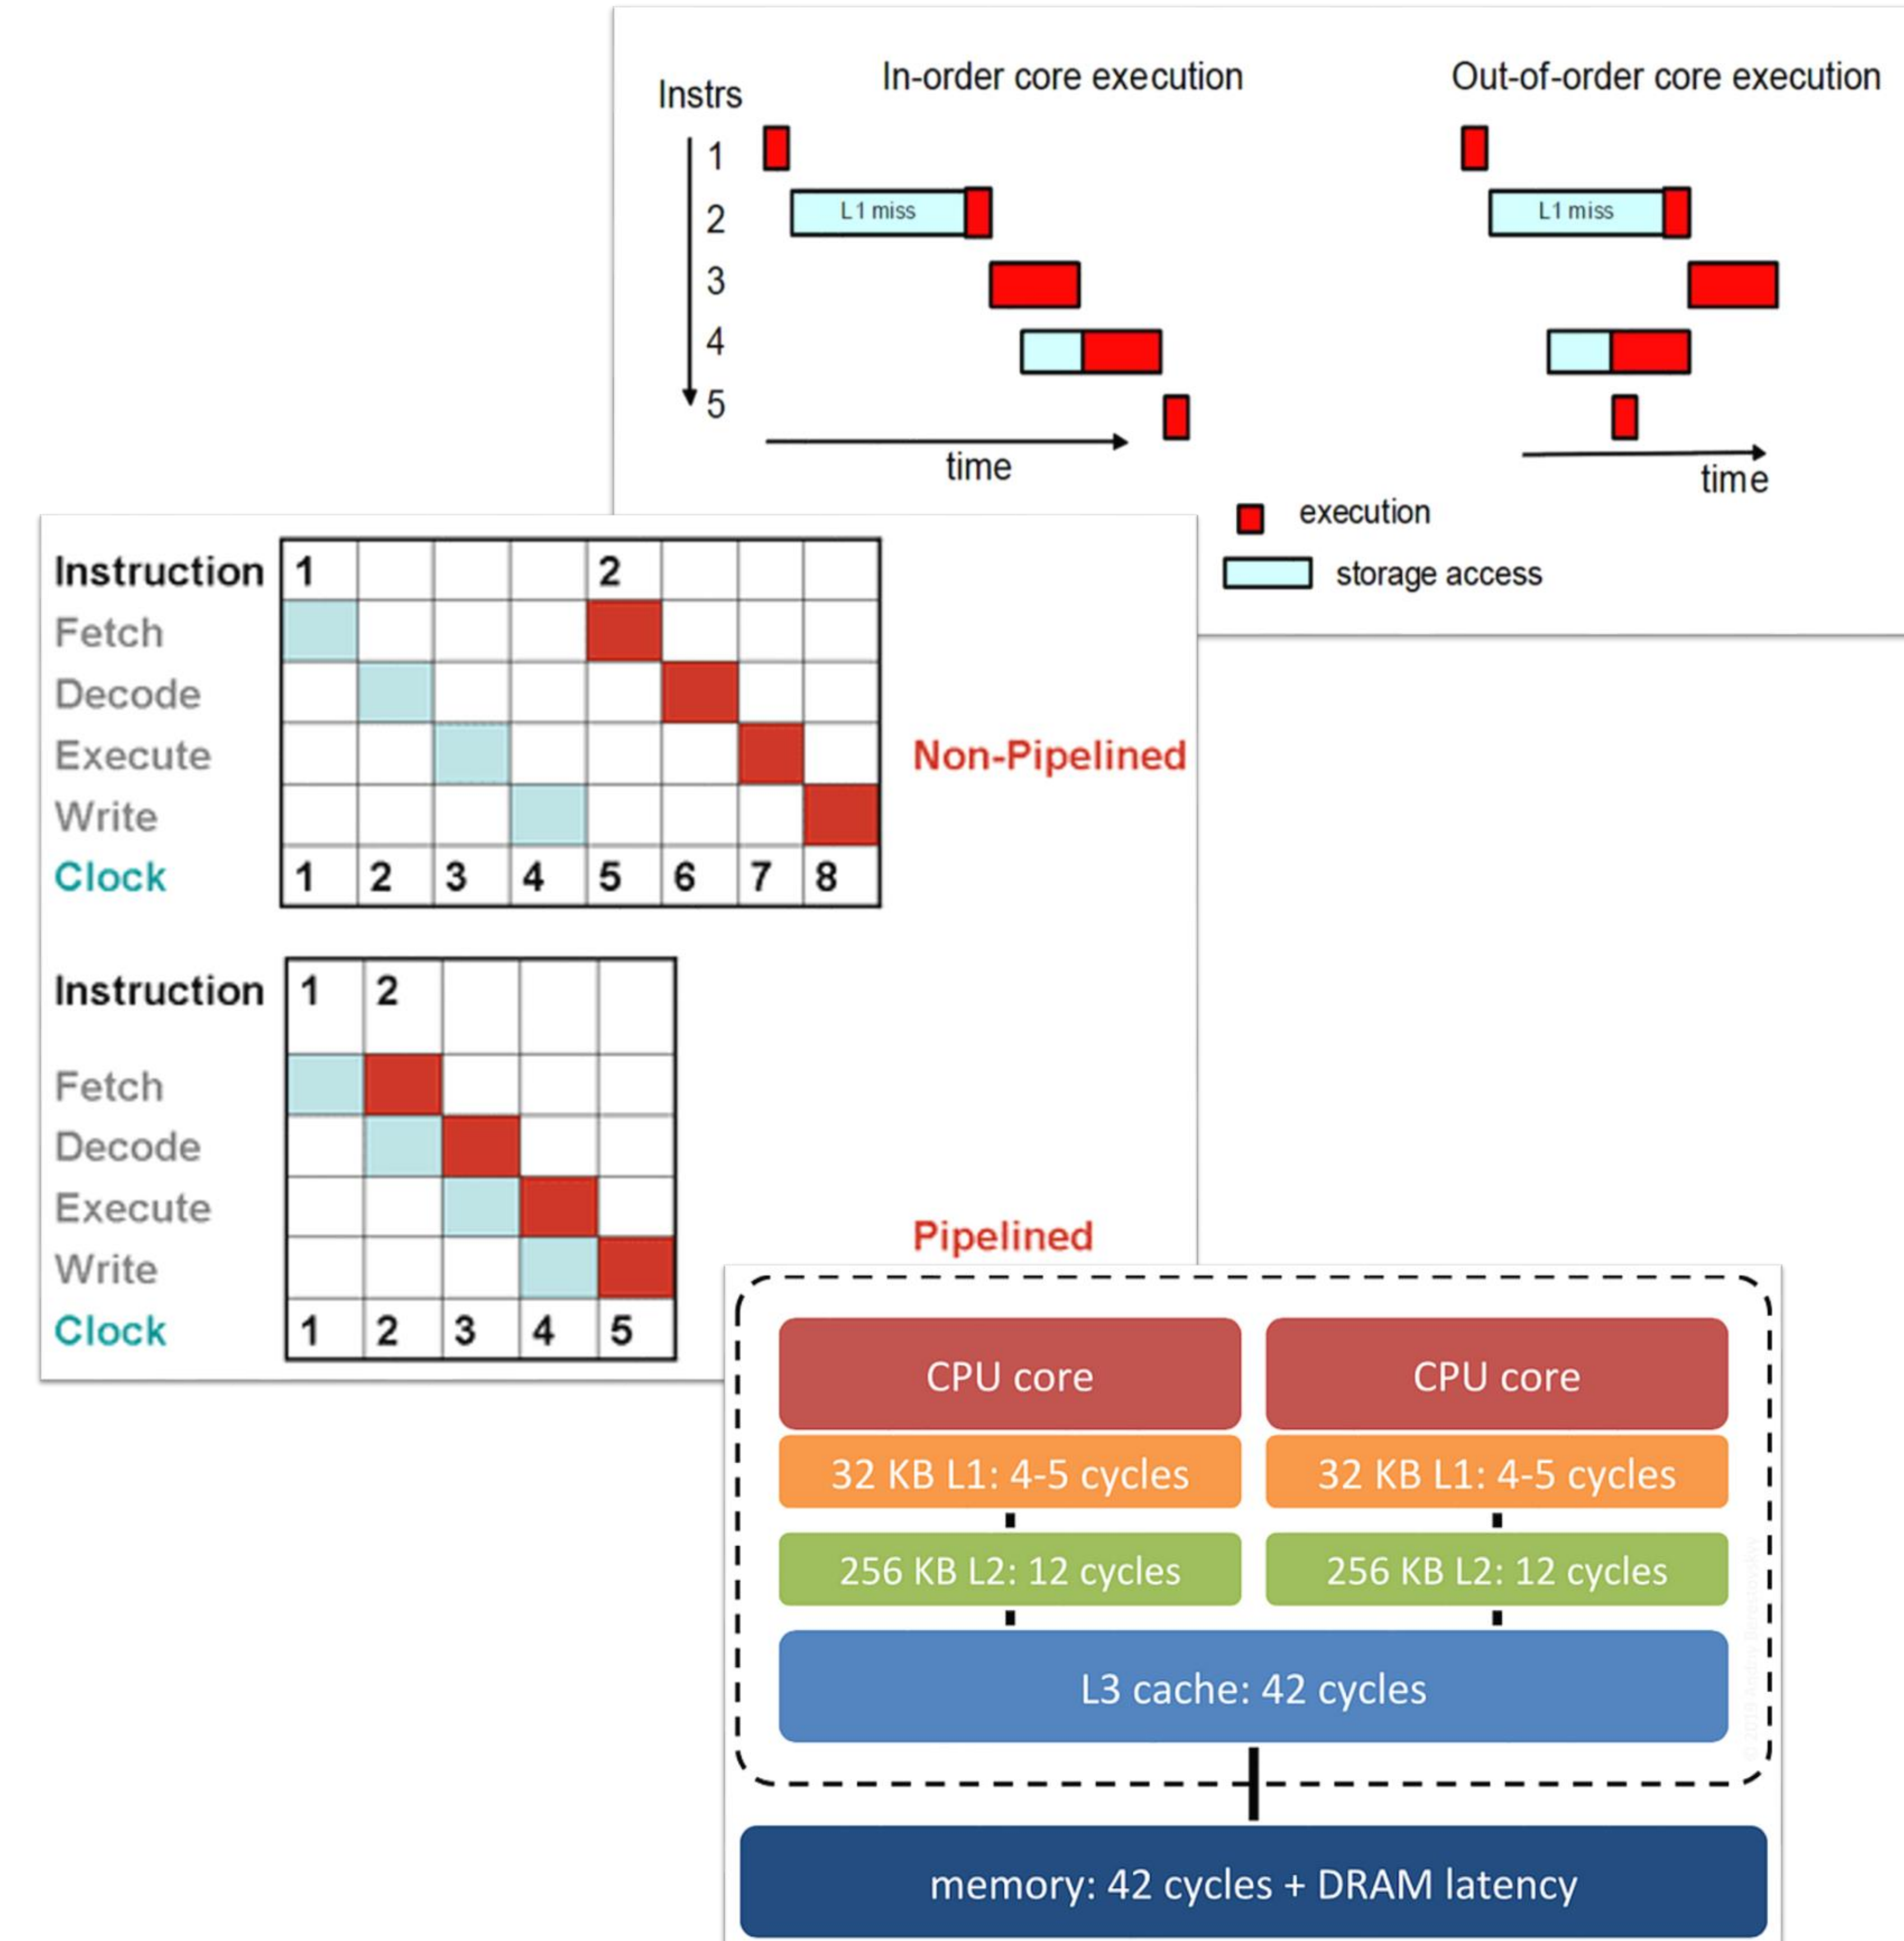 In-order core execution
Out-of-order core execution
Instrs
1
2
3
4
5
L1 miss
L1 miss
time
time
execution
storage access
Instruction 1 2
Fetch
Decode
Execute
Write
Clock 1 2 3 4 5 6 7 8
Non-Pipelined
Instruction 1 2
Fetch
Decode
Execute
Write
Clock 1 2 3 4 5
Pipelined
CPU core CPU core
32 KB L1: 4-5 cycles 32 KB L1: 4-5 cycles
256 KB L2: 12 cycles 256 KB L2: 12 cycles
L3 cache: 42 cycles
memory: 42 cycles + DRAM latency